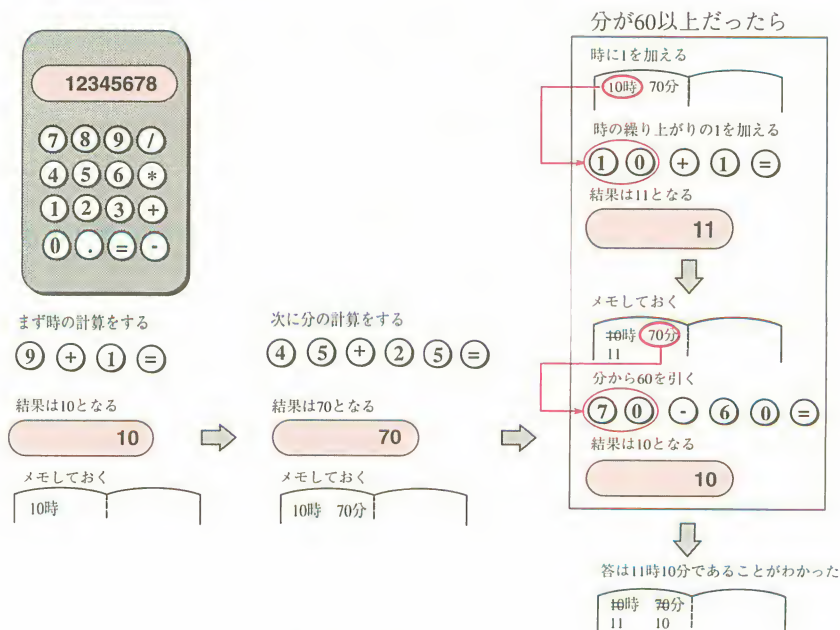 12345678
7 8 9 /
4 5 6 *
1 2 3 +
0 . = -
まず時の計算をする
9 + 1 =
結果は10となる
10
メモしておく
10時
次に分の計算をする
4 5 + 2 5 =
結果は70となる
70
メモしておく
10時 70分
分が60以上だったら
時に1を加える
10時 70分
時の繰り上がりの1を加える
1 0 + 1 =
結果は11となる
11
メモしておく
10時 70分
11
分から60を引く
7 0 - 6 0 =
結果は10となる
10
答は11時10分であることがわかった
10時 70分
11 10